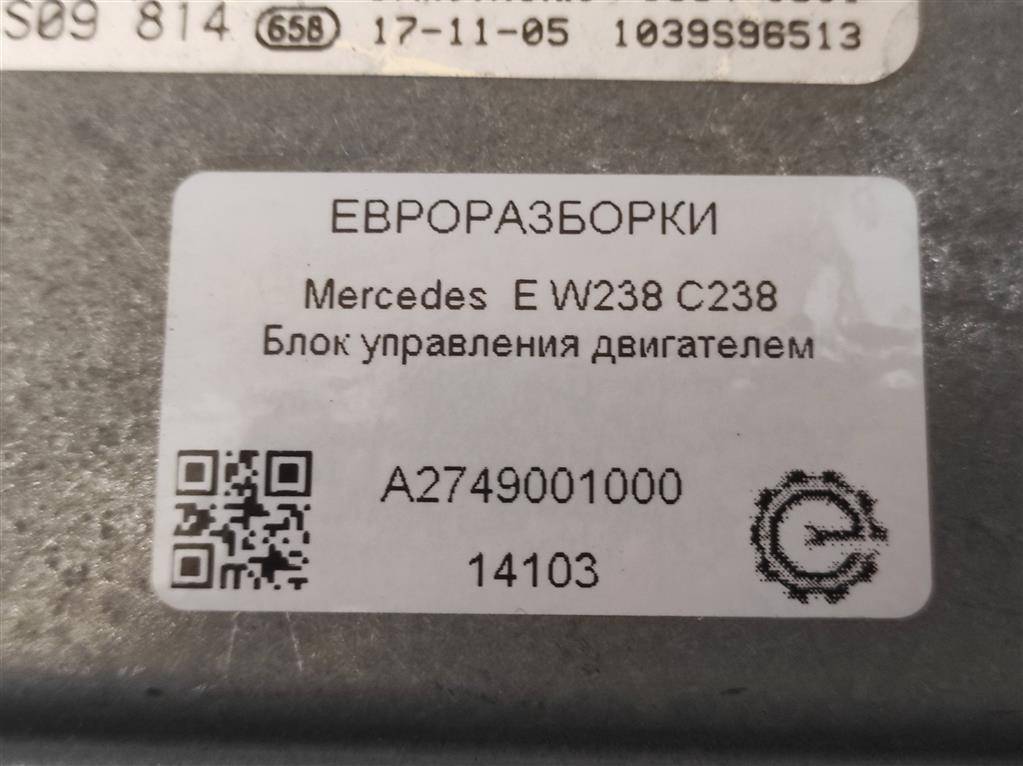 S09 814 658 17-11-05 1039S96513
ЕВРОРАЗБОРКИ
Mercedes E W238 C238
Блок управления двигателем
A2749001000
14103